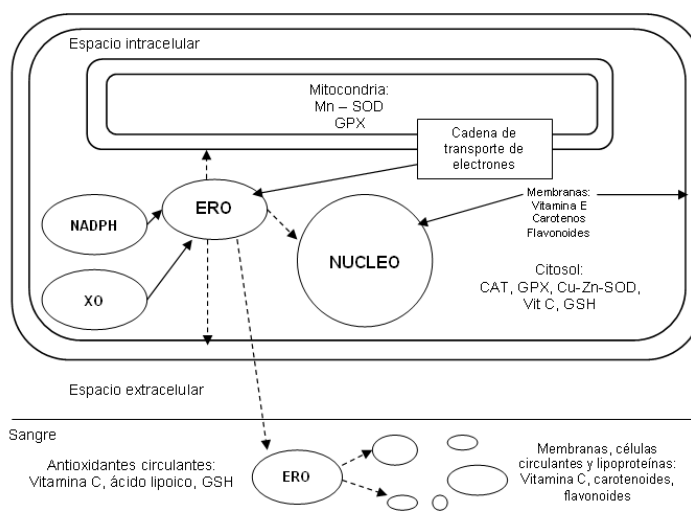 Espacio intracelular
Mitocondria:
Mn – SOD
GPX
Cadena de
transporte de
electrones
NADPH
ERO
XO
NUCLEO
Membranas:
Vitamina E
Carotenos
Flavonoides
Citosol:
CAT, GPX, Cu-Zn-SOD,
Vit C, GSH
Espacio extracelular
Sangre
Antioxidantes circulantes:
Vitamina C, ácido lipoico, GSH
ERO
Membranas, células
circulantes y lipoproteínas:
Vitamina C, carotenoides,
flavonoides